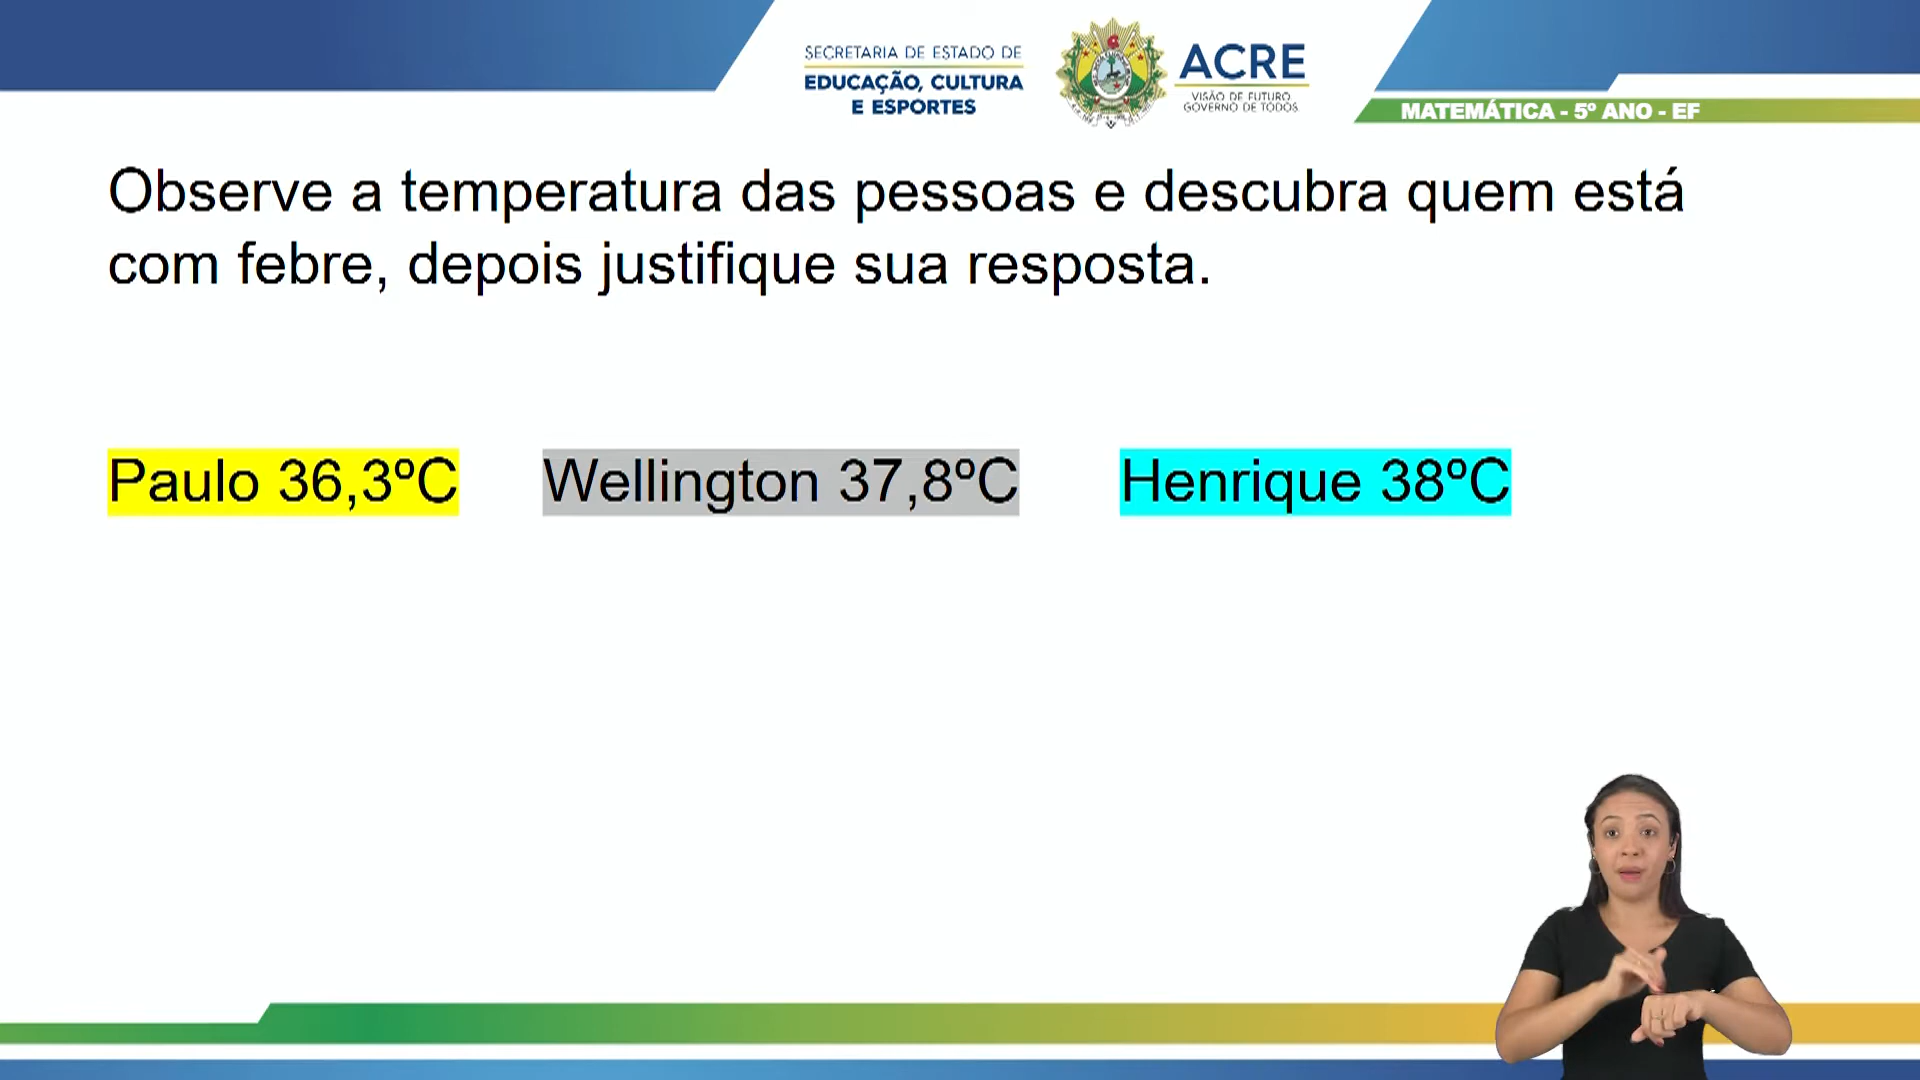 SECRETARIA DE ESTADO DE
EDUCAÇÃO, CULTURA
E ESPORTES
ACRE
VISÃO DE FUTURO
GOVERNO DE TODOS
MATEMÁTICA - 5º ANO - EF
Observe a temperatura das pessoas e descubra quem está
com febre, depois justifique sua resposta.
Paulo 36,3ºC Wellington 37,8ºC Henrique 38ºC